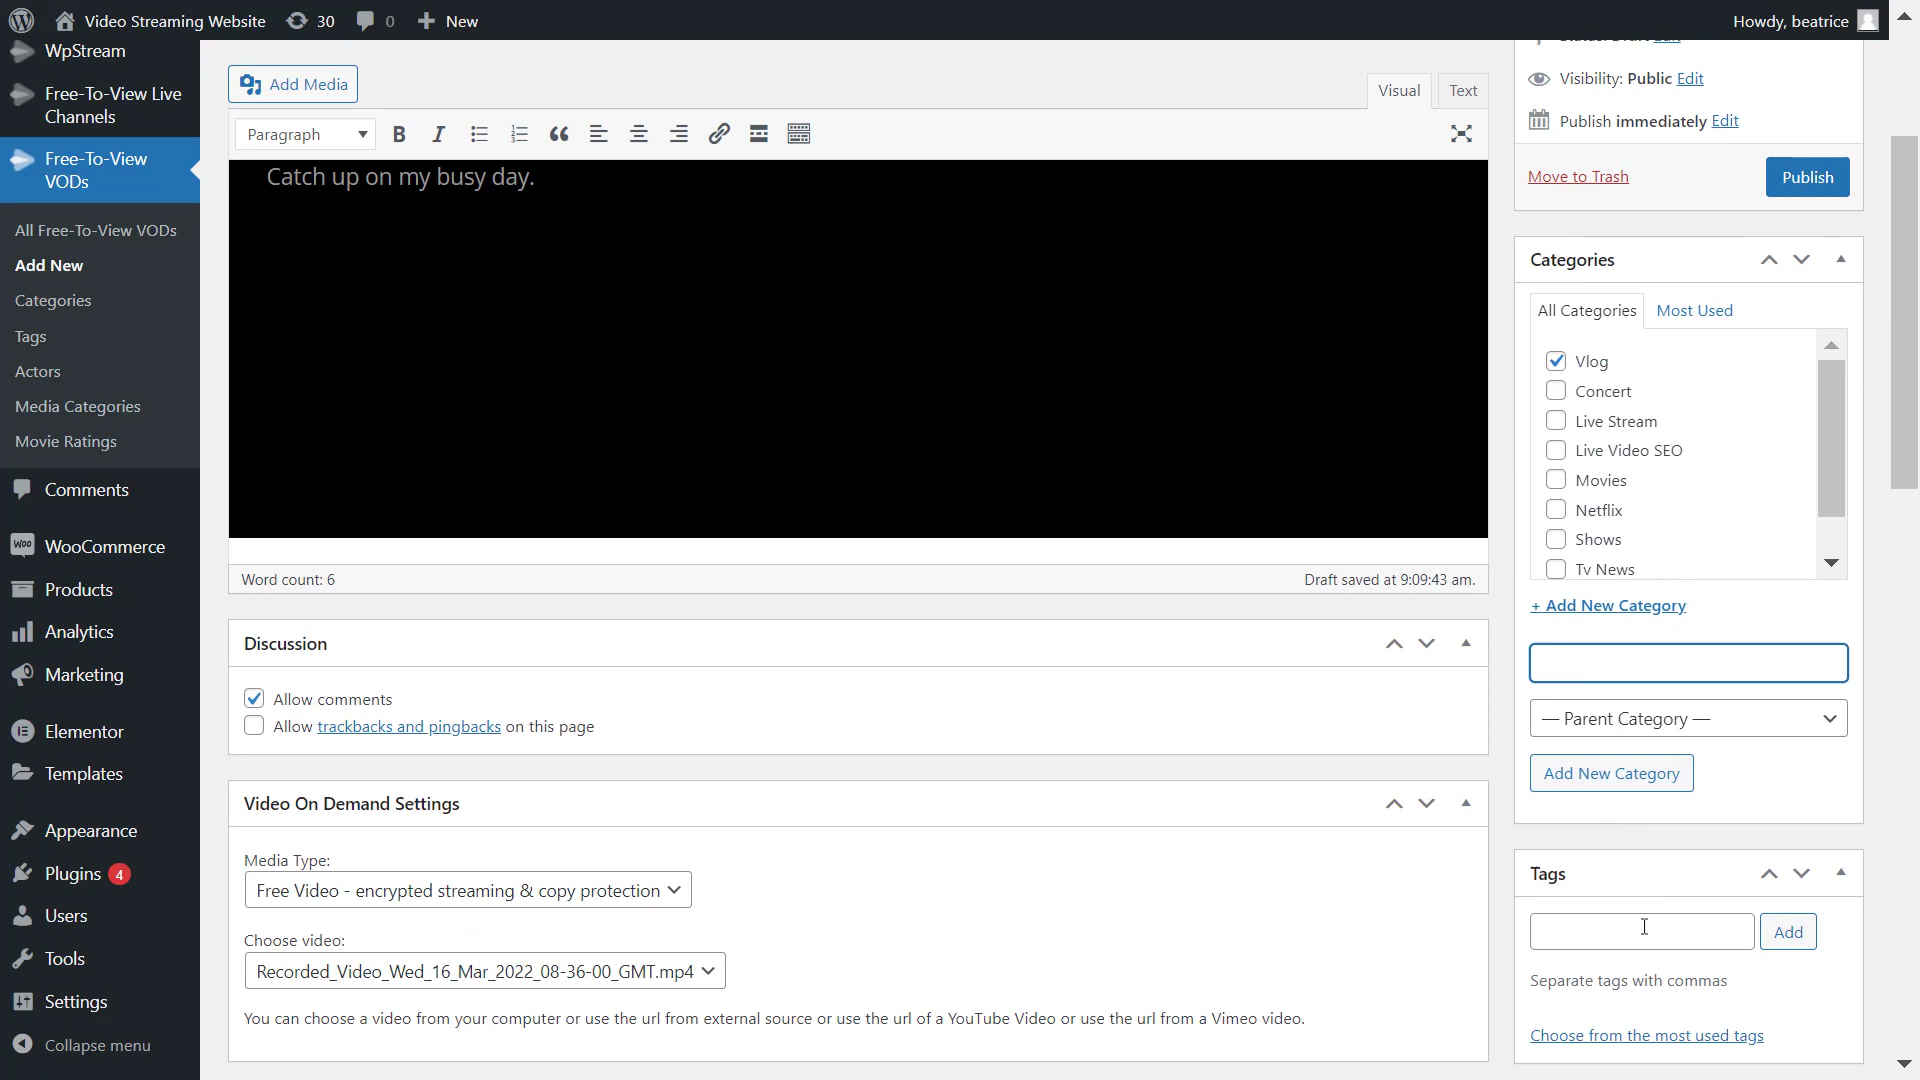 Video Streaming Website 30 0 New Howdy, beatrice
WpStream
Free-To-View Live
Channels
Free-To-View
VODs
All Free-To-View VODs
Add New
Categories
Tags
Actors
Media Categories
Movie Ratings
Comments
WooCommerce
Products
Analytics
Marketing
Elementor
Templates
Appearance
Plugins 4
Users
Tools
Settings
Collapse menu
Add Media
Visual Text
Paragraph
Catch up on my busy day.
Word count: 6 Draft saved at 9:09:43 am.
Discussion
Allow comments
Allow trackbacks and pingbacks on this page
Video On Demand Settings
Media Type:
Free Video - encrypted streaming & copy protection
Choose video:
Recorded_Video_Wed_16_Mar_2022_08-36-00_GMT.mp4
You can choose a video from your computer or use the url from external source or use the url of a YouTube Video or use the url from a Vimeo video.
Visibility: Public Edit
Publish immediately Edit
Move to Trash Publish
Categories
All Categories Most Used
Vlog
Concert
Live Stream
Live Video SEO
Movies
Netflix
Shows
Tv News
+ Add New Category
— Parent Category —
Add New Category
Tags
Add
Separate tags with commas
Choose from the most used tags